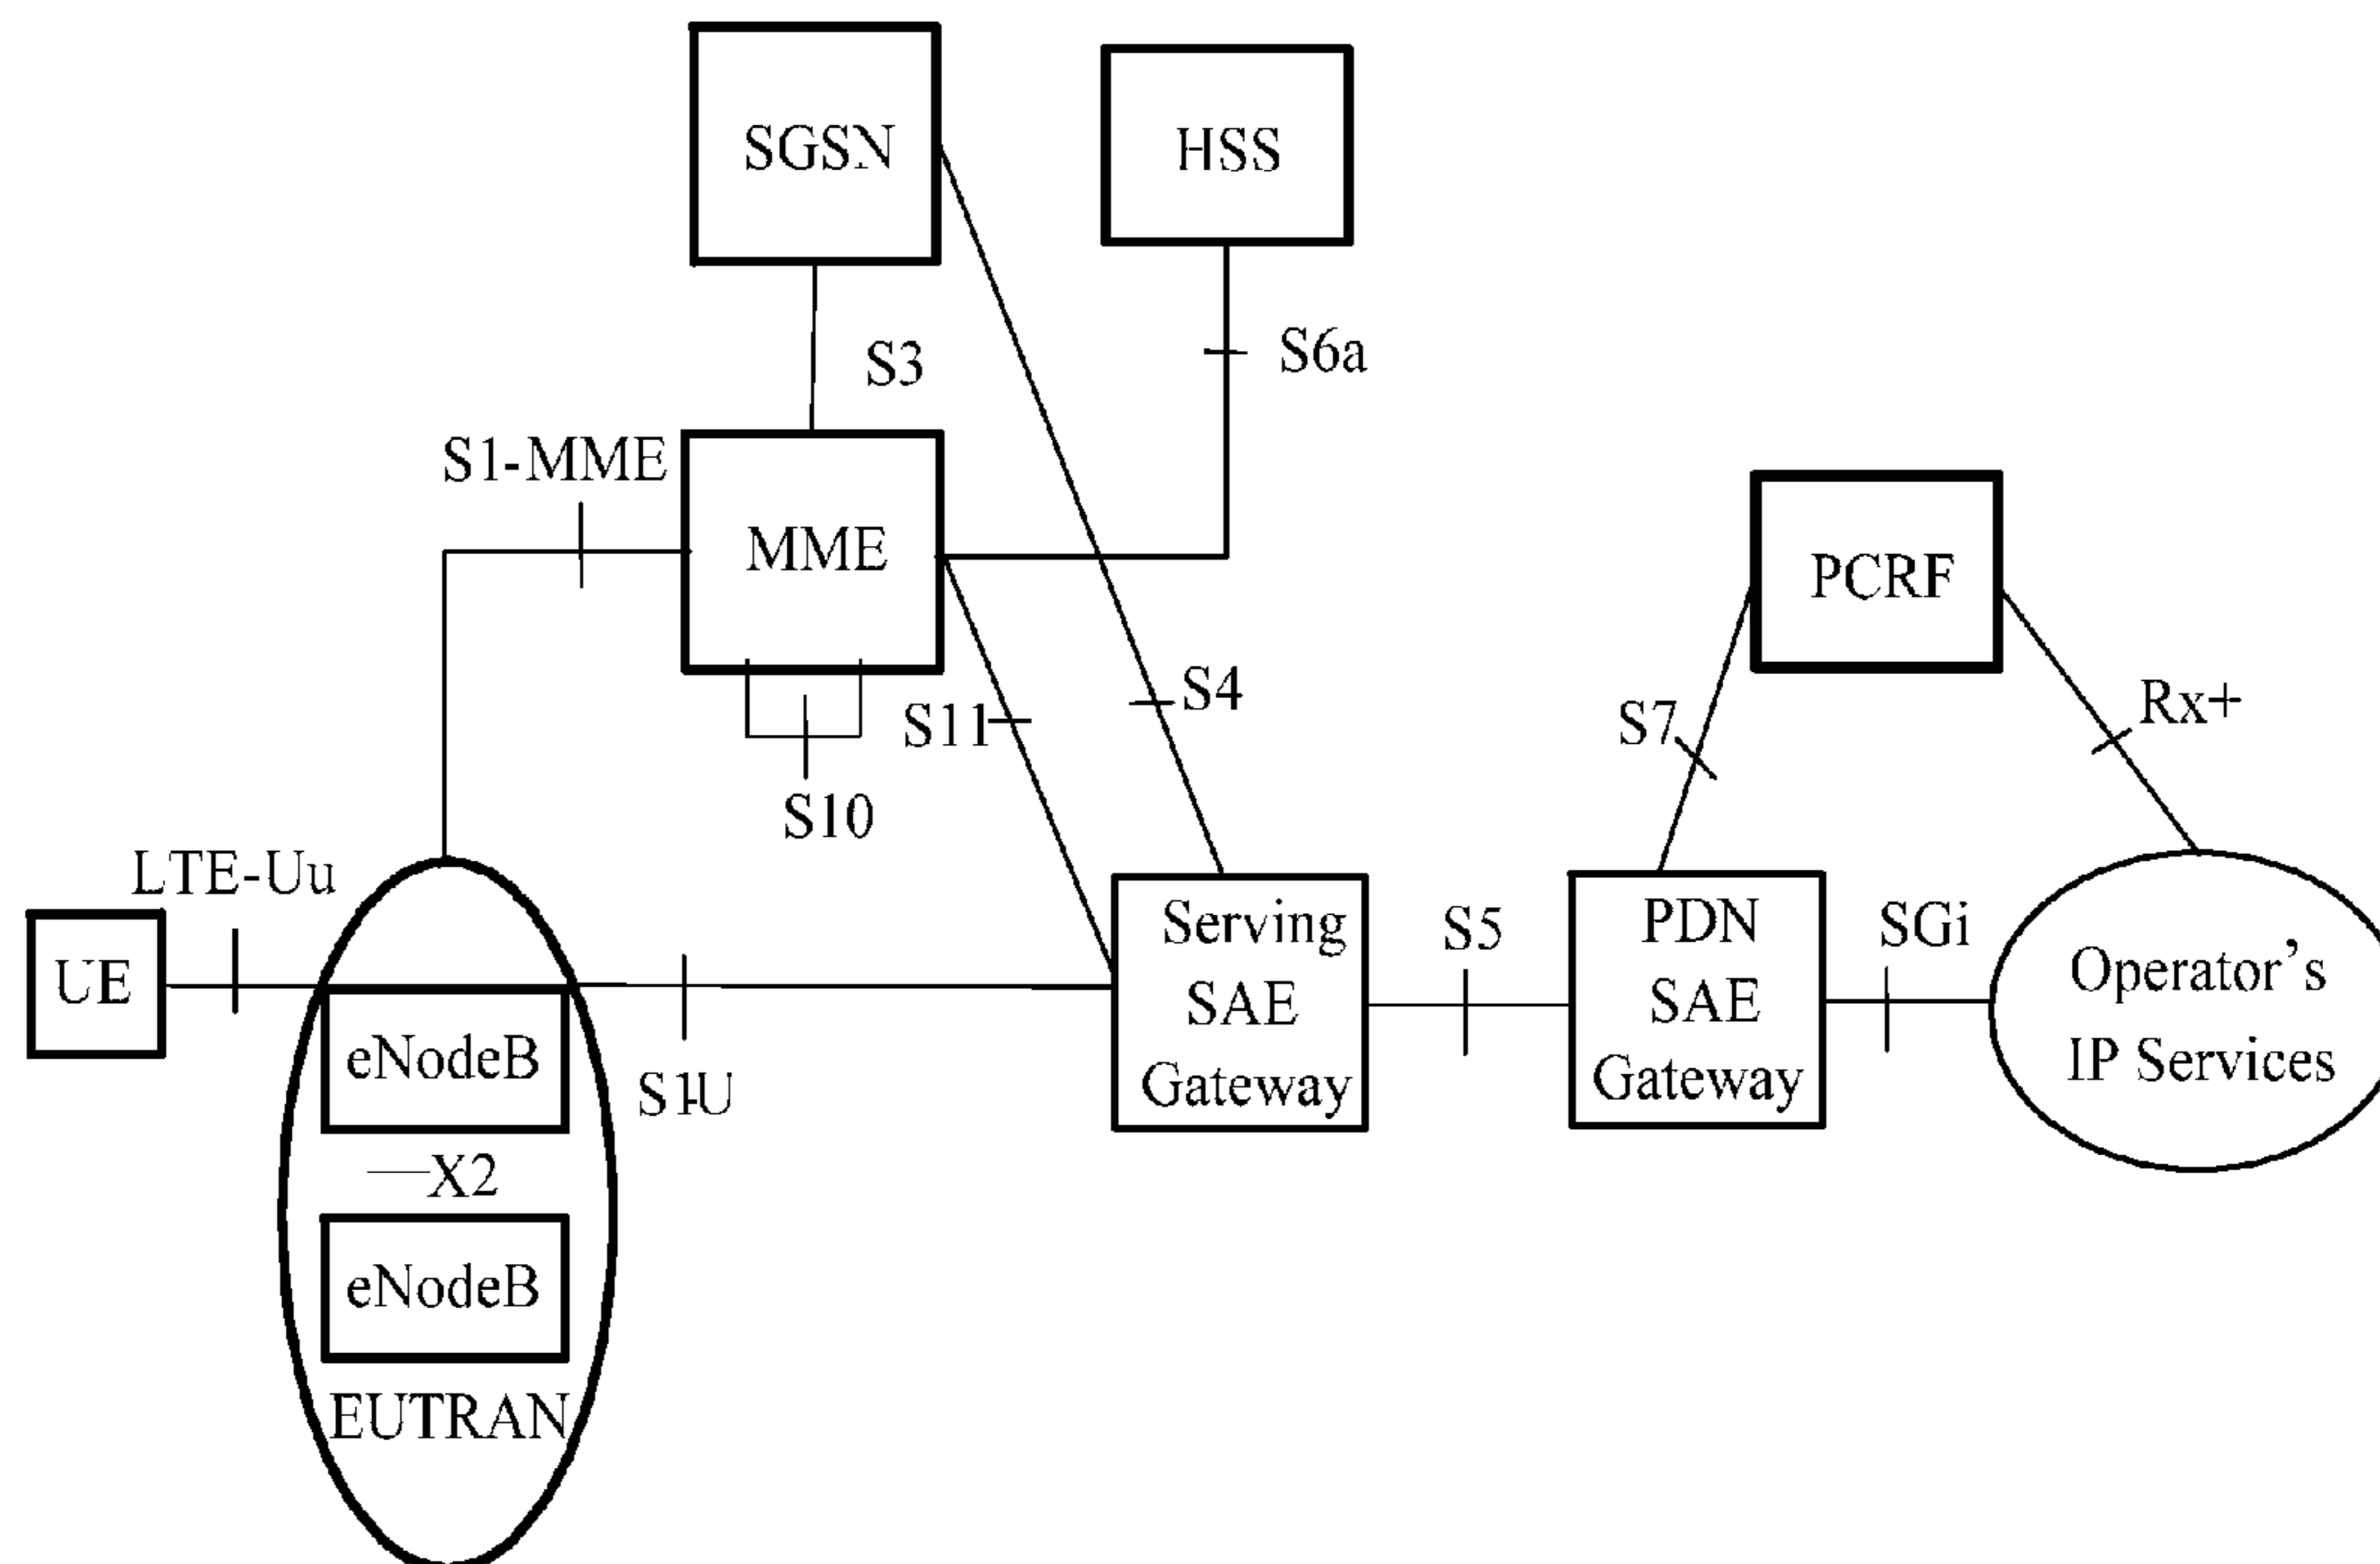 SGSN
HSS
S3
S6a
S1-MME
MME
PCRF
S11
S4
S7
Rx+
S10
LTE-Uu
UE
eNodeB
S1-U
X2
eNodeB
EUTRAN
Serving
SAE
Gateway
S5
PDN
SAE
Gateway
SGi
Operator’s
IP Services